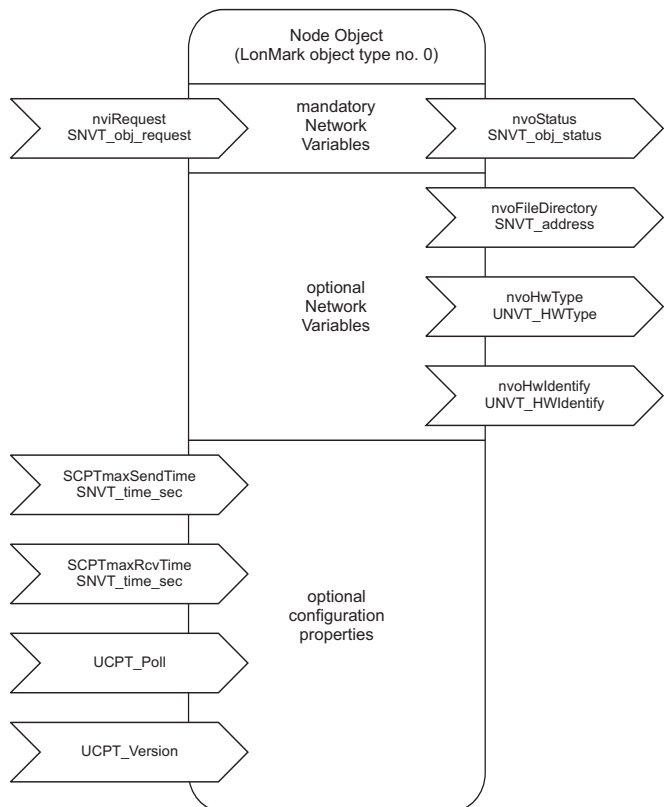 Node Object
(LonMark object type no. 0)
nviRequest
SNVT_obj_request
mandatory
Network
Variables
nvoStatus
SNVT_obj_status
nvoFileDirectory
SNVT_address
optional
Network
Variables
nvoHwType
UNVT_HWType
nvoHwIdentify
UNVT_HWIdentify
SCPTmaxSendTime
SNVT_time_sec
SCPTmaxRcvTime
SNVT_time_sec
optional
configuration
properties
UCPT_Poll
UCPT_Version